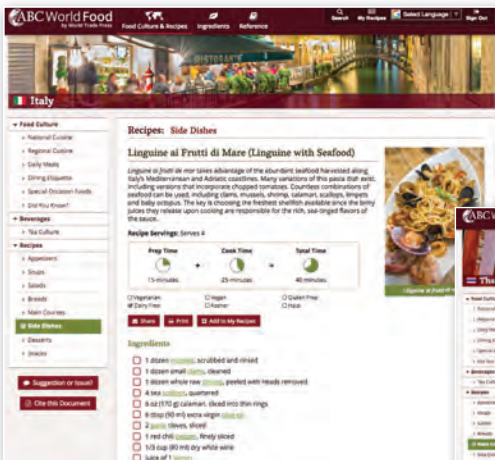 ABC World Food
by World Trade Press
Food Culture & Recipes
Ingredients
Reference
Search
My Recipes
Select Language
Sign Out
RISTORANTE
Italy
Food Culture
National Cuisine
Regional Cuisine
Daily Meals
Dining Etiquette
Special Occasion Foods
Did You Know?
Beverages
Tea Culture
Recipes
Appetizers
Soups
Salads
Breads
Main Courses
Side Dishes
Desserts
Snacks
Suggestion or Issue?
Cite this Document
Recipes: Side Dishes
Linguine ai Frutti di Mare (Linguine with Seafood)
Linguine ai frutti di mar takes advantage of the abundant seafood harvested along
Italy's Mediterranean and Adriatic coastlines. Many variations of this pasta dish exist,
including versions that incorporate chopped tomatoes. Countless combinations of
seafood can be used, including clams, mussels, shrimp, calamari, scallops, limpets
and baby octopus. The key is choosing the freshest shellfish available since the briny
juices they release upon cooking are responsible for the rich, sea-tinged flavors of
the sauce.
Recipe Servings: Serves 4
Prep Time
Cook Time
Total Time
15 minutes
+
25 minutes
=
40 minutes
Vegetarian
Vegan
Gluten Free
Dairy Free
Kosher
Halal
Share
Print
Add to My Recipes
Linguine ai frutti di
Ingredients
1 dozen mussels, scrubbed and rinsed
1 dozen small clams, cleaned
1 dozen whole raw shrimp, peeled with heads removed
4 sea scallops, quartered
6 oz (170 g) calamari, diced into thin rings
6 tbsp (90 ml) extra virgin olive oil
2 garlic cloves, sliced
1 red chili pepper, finely sliced
1/3 cup (80 ml) dry white wine
Juice of 1 lemon
ABC W